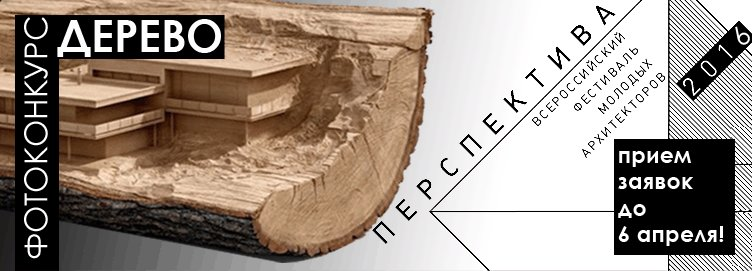 ФОТОКОНКУРС
ДЕРЕВО
ПЕРСПЕКТИВА
ВСЕРОССИЙСКИЙ
ФЕСТИВАЛЬ
МОЛОДЫХ
АРХИТЕКТОРОВ
2016
прием
заявок
до
6 апреля!